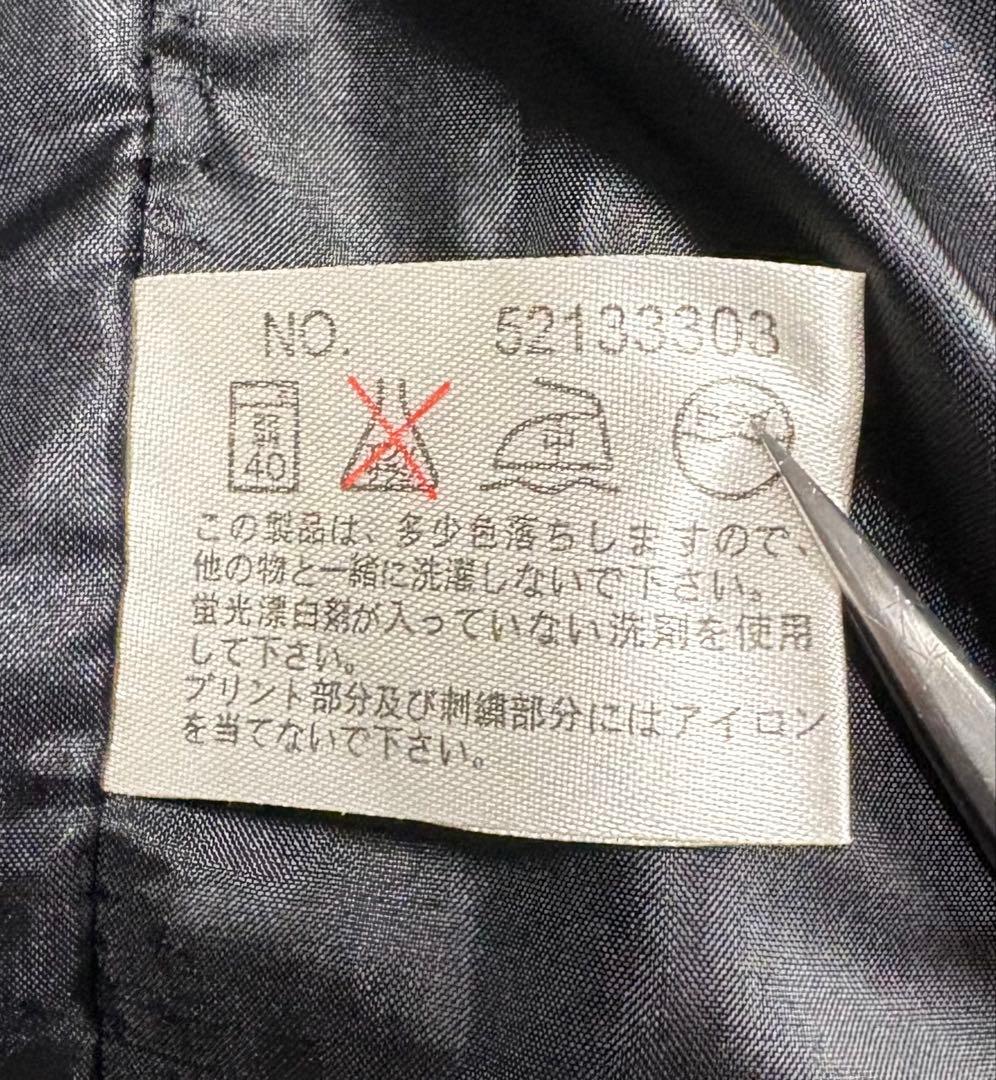 NO. 52133303
40
中
この製品は、多少色落ちしますので、
他の物と一緒に洗濯しないで下さい。
蛍光漂白剤が入っていない洗剤を使用
して下さい。
プリント部分及び刺繍部分にはアイロン
を当てないで下さい。